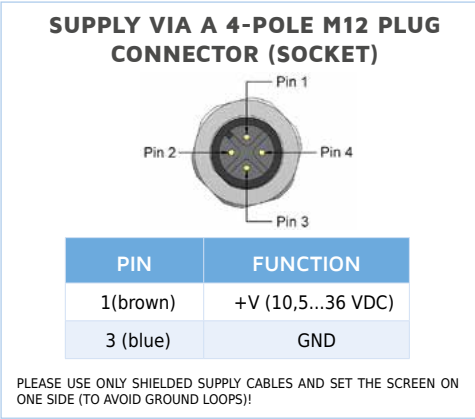 SUPPLY VIA A 4-POLE M12 PLUG
CONNECTOR (SOCKET)
Pin 1
Pin 2
Pin 4
Pin 3
PIN FUNCTION
1(brown) +V (10,5...36 VDC)
3 (blue) GND
PLEASE USE ONLY SHIELDED SUPPLY CABLES AND SET THE SCREEN ON
ONE SIDE (TO AVOID GROUND LOOPS)!